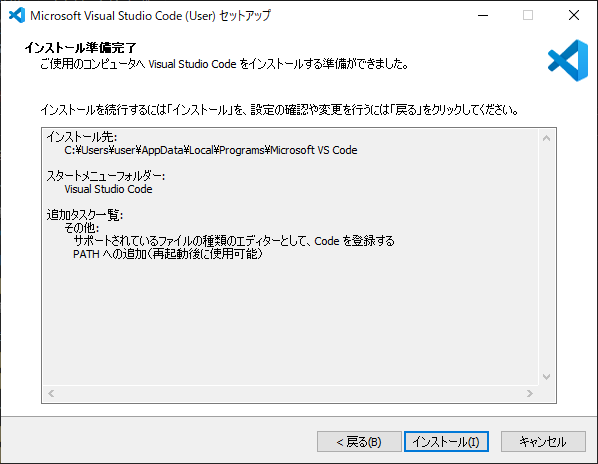 Microsoft Visual Studio Code (User) セットアップ
インストール準備完了
ご使用のコンピュータへ Visual Studio Code をインストールする準備ができました。
インストールを続行するには「インストール」を、設定の確認や変更を行うには「戻る」をクリックしてください。
インストール先:
C:¥Users¥user¥AppData¥Local¥Programs¥Microsoft VS Code
スタートメニューフォルダー:
Visual Studio Code
追加タスク一覧:
その他:
サポートされているファイルの種類のエディターとして、Code を登録する
PATH への追加（再起動後に使用可能）
< 戻る(B)
インストール(I)
キャンセル